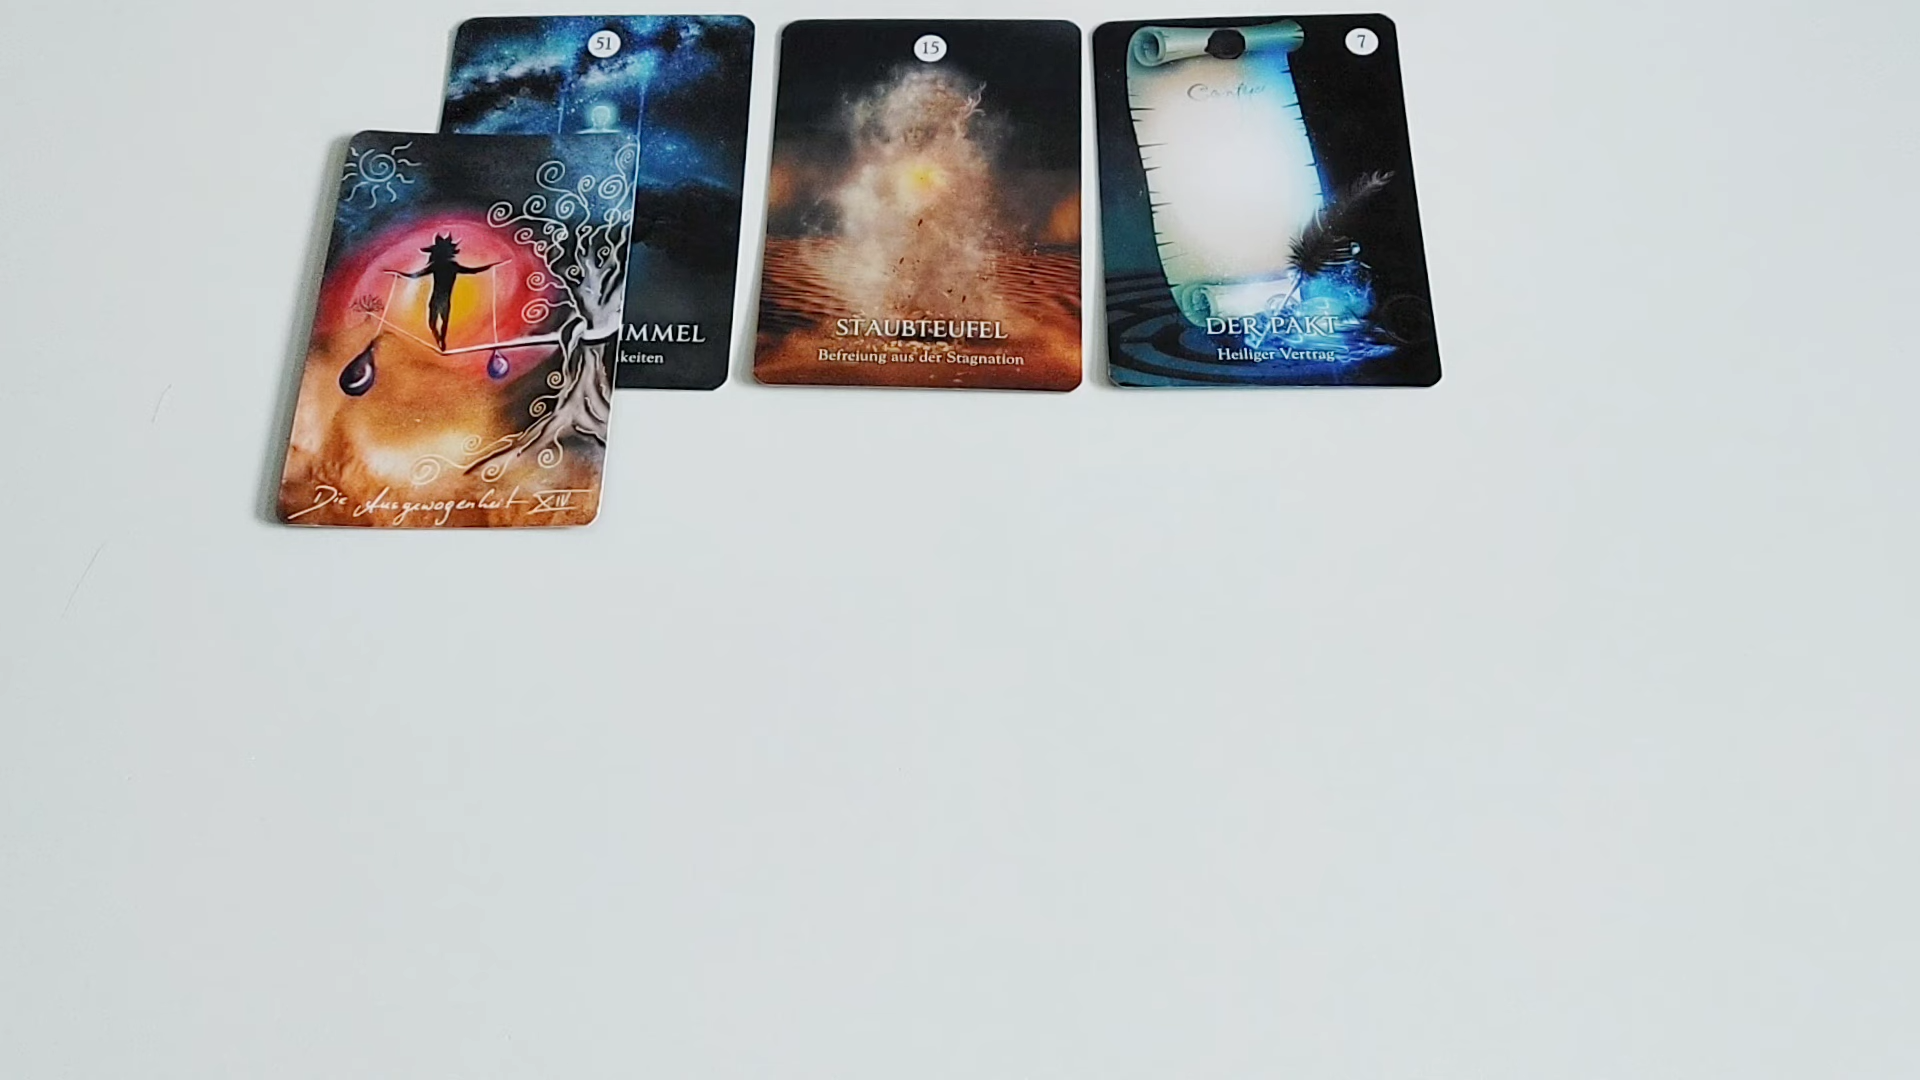 51
IMMEL
keiten
15
STAUBTEUFEL
Befreiung aus der Stagnation
7
DER PAKT
Heiliger Vertrag
Die Ausgewogenheit XIV